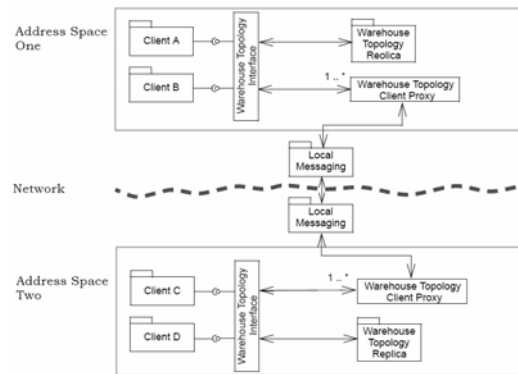 Address Space
One
Client A
Client B
Warehouse Topology
Interface
Warehouse
Topology
Reolica
1 .. *
Warehouse Topology
Client Proxy
Local
Messaging
Network
Local
Messaging
Address Space
Two
Client C
Client D
Warehouse Topology
Interface
1 .. *
Warehouse Topology
Client Proxy
Warehouse
Topology
Replica